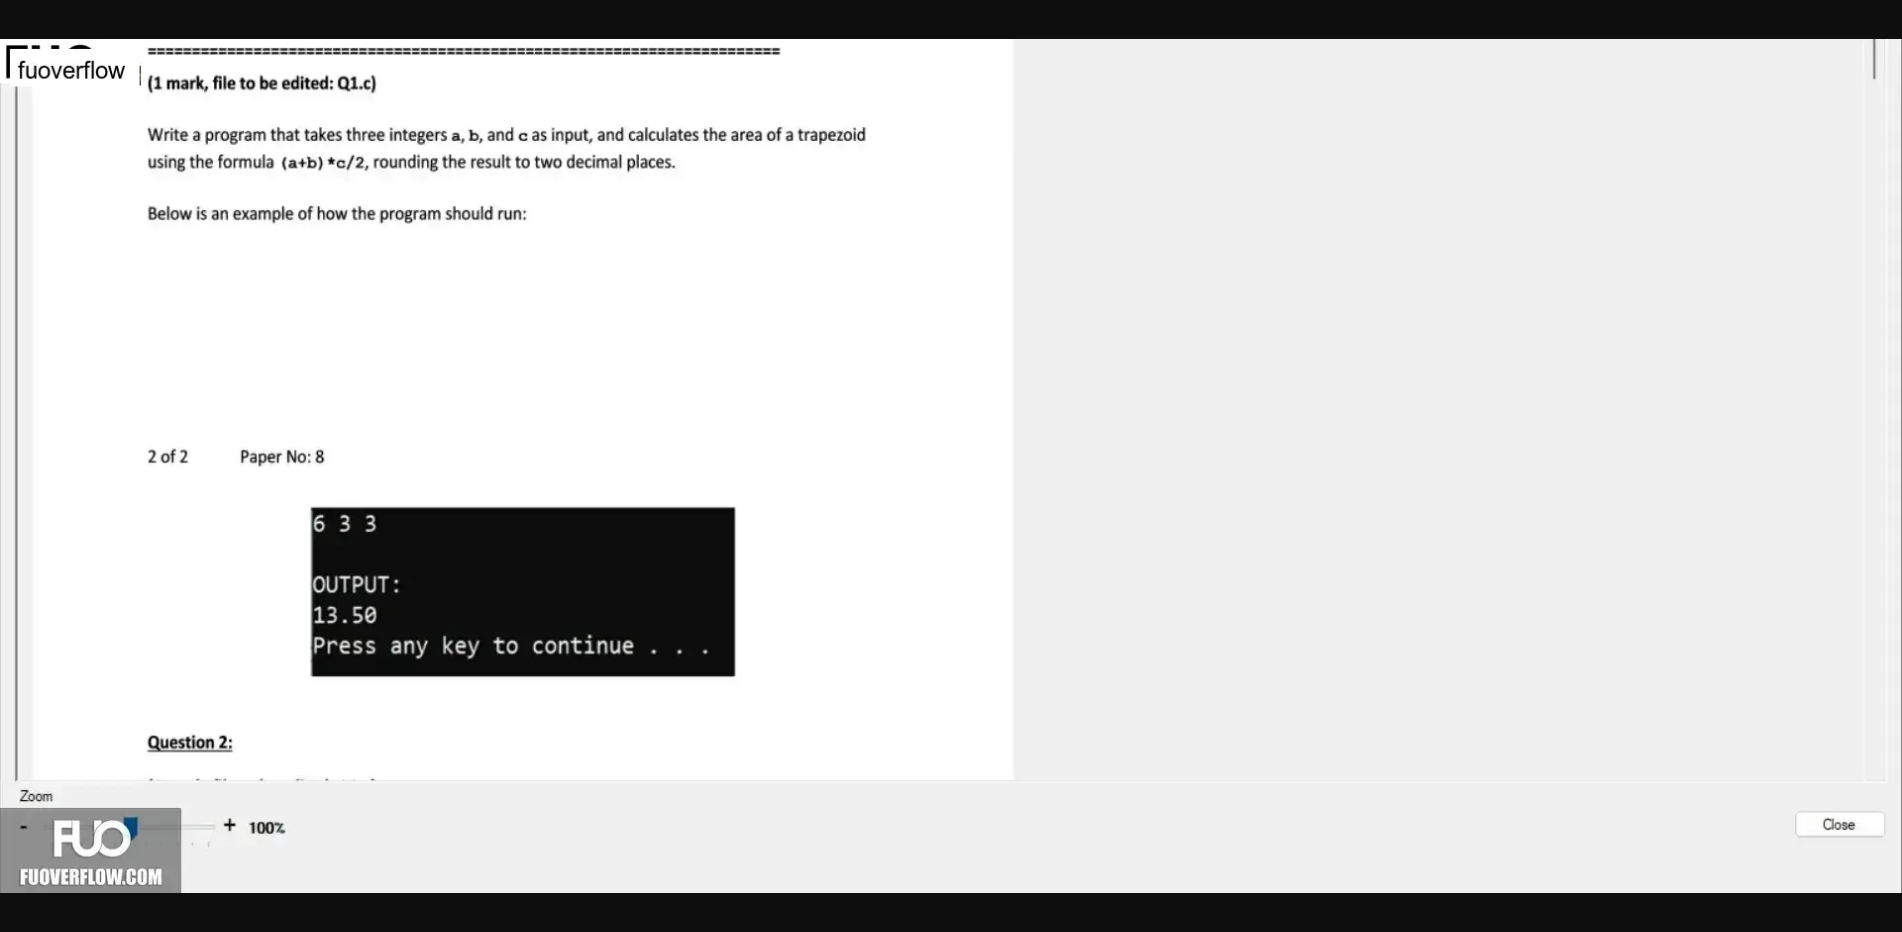 fuoverflow
================================================================================
(1 mark, file to be edited: Q1.c)
Write a program that takes three integers a, b, and c as input, and calculates the area of a trapezoid
using the formula (a+b)*c/2, rounding the result to two decimal places.
Below is an example of how the program should run:
2 of 2 Paper No: 8
6 3 3
OUTPUT:
13.50
Press any key to continue . . .
Question 2:
Zoom
- + 100%
Close
FUO
FUOVERFLOW.COM